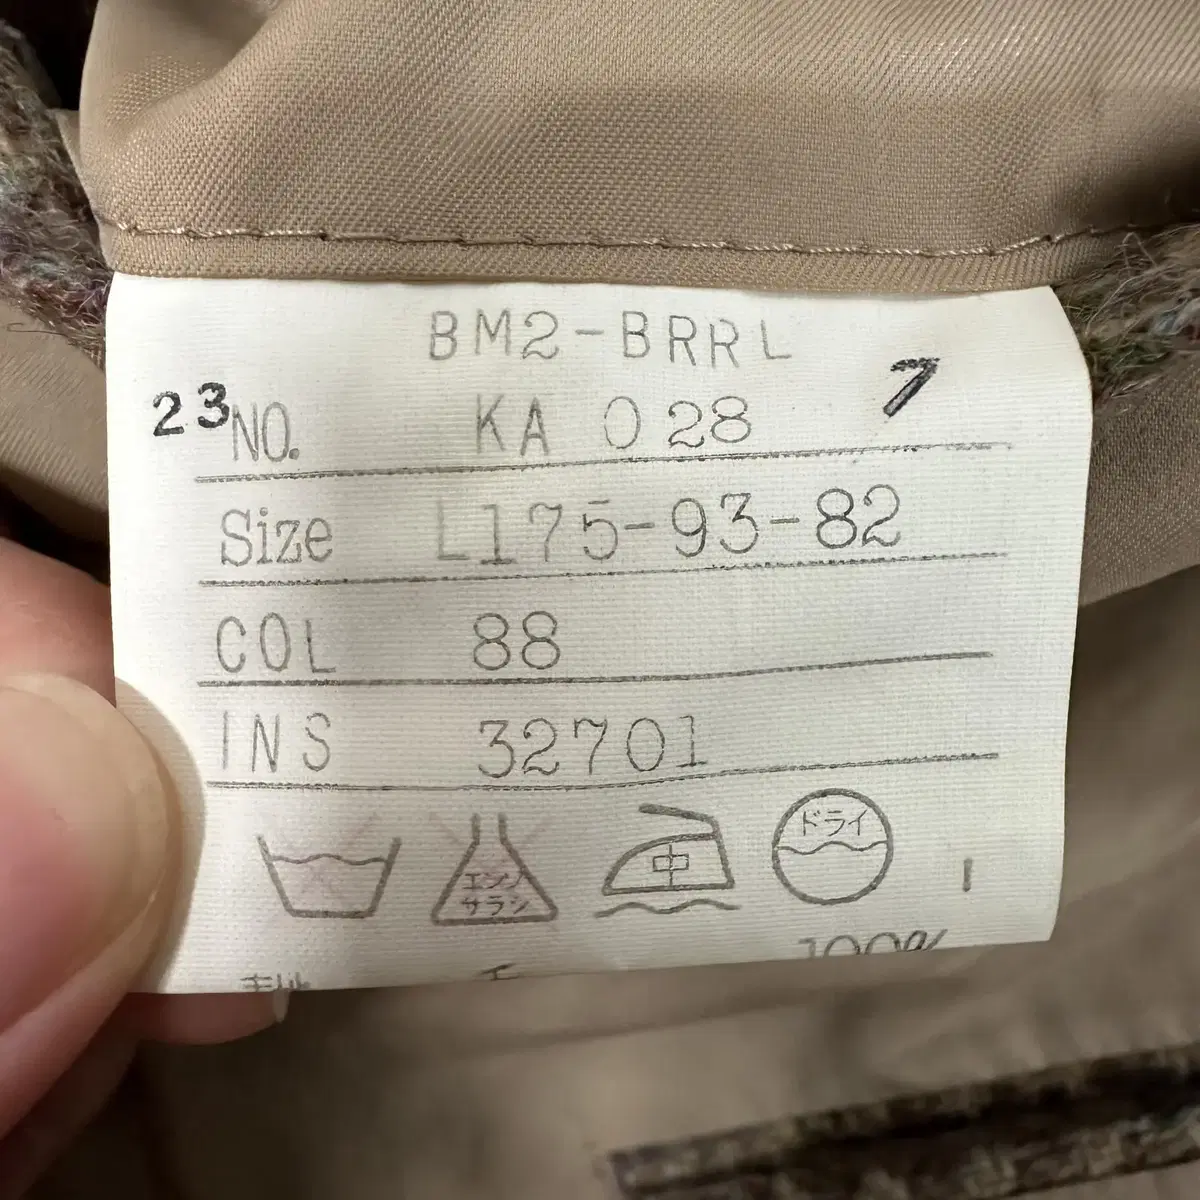 BM2-BRRL
23 NO. KA 028 7
Size L175-93-82
COL 88
INS 32701
エンソ
サラシ
中
ドライ
100%